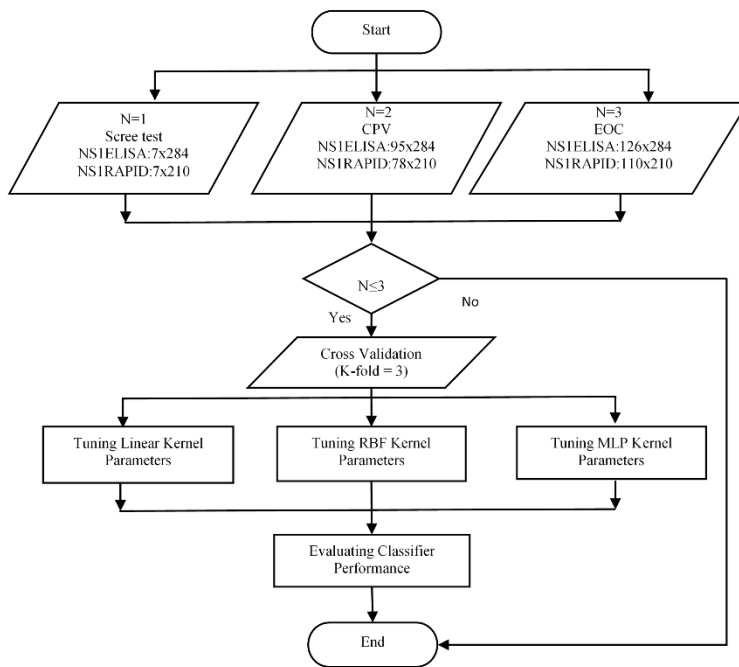 Start
N=1
Scree test
NS1ELISA:7x284
NS1RAPID:7x210
N=2
CPV
NS1ELISA:95x284
NS1RAPID:78x210
N=3
EOC
NS1ELISA:126x284
NS1RAPID:110x210
N≤3
No
Yes
Cross Validation
(K-fold = 3)
Tuning Linear Kernel
Parameters
Tuning RBF Kernel
Parameters
Tuning MLP Kernel
Parameters
Evaluating Classifier
Performance
End